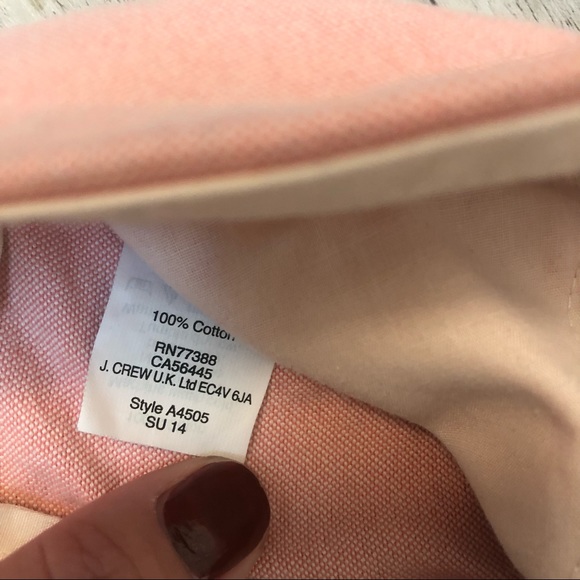 100% Cotton
RN77388
CA56445
J. CREW U.K. Ltd EC4V 6JA
Style A4505
SU 14